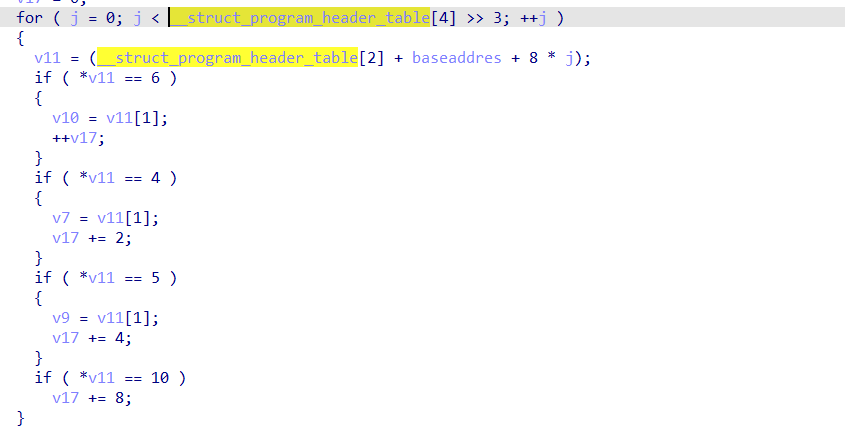 for ( j = 0; j < __struct_program_header_table[4] >> 3; ++j )
{
v11 = (__struct_program_header_table[2] + baseaddres + 8 * j);
if ( *v11 == 6 )
{
v10 = v11[1];
++v17;
}
if ( *v11 == 4 )
{
v7 = v11[1];
v17 += 2;
}
if ( *v11 == 5 )
{
v9 = v11[1];
v17 += 4;
}
if ( *v11 == 10 )
v17 += 8;
}